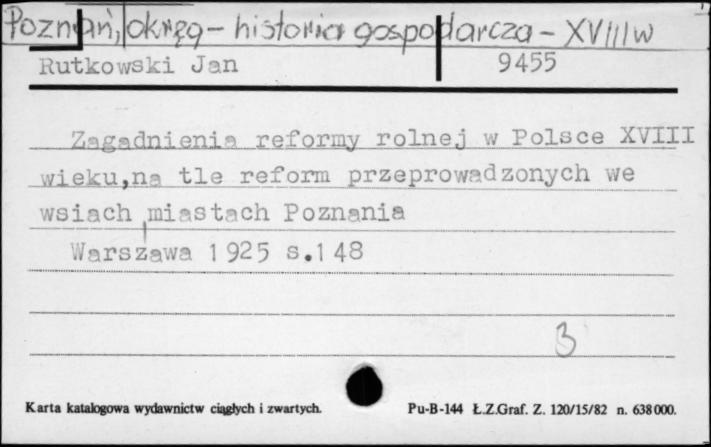 Poznań, okręg - historia gospodarcza - XVIII w
Rutkowski Jan 9455
Zagadnienia reformy rolnej w Polsce XVIII
wieku,na tle reform przeprowadzonych we
wsiach miastach Poznania
Warszawa 1925 s.148
3
Karta katalogowa wydawnictw ciągłych i zwartych. Pu-B-144 Ł.Z.Graf. Z. 120/15/82 n. 638000.